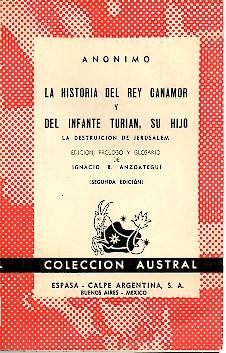 ANONIMO
LA HISTORIA DEL REY CANAMOR
Y
DEL INFANTE TURIAN, SU HIJO
LA DESTRUICION DE JERUSALEM
EDICION, PROLOGO Y GLOSARIO
DE
IGNACIO B. ANZOATEGUI
(SEGUNDA EDICIÓN)
COLECCION AUSTRAL
ESPASA - CALPE ARGENTINA, S. A.
BUENOS AIRES - MEXICO